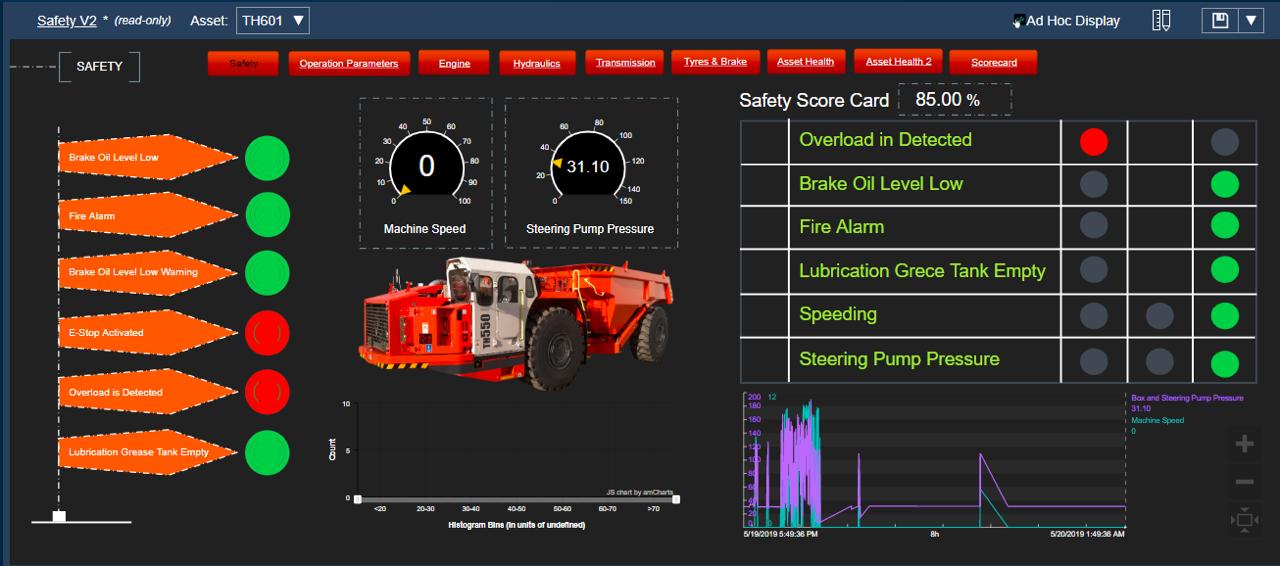 Safety V2 * (read-only) Asset: TH601 ▼
Ad Hoc Display
SAFETY
Safety
Operation Parameters
Engine
Hydraulics
Transmission
Tyres & Brake
Asset Health
Asset Health 2
Scorecard
Brake Oil Level Low
Fire Alarm
Brake Oil Level Low Warning
E-Stop Activated
Overload is Detected
Lubrication Grease Tank Empty
0 10 20 30 40 50 60 70 80 90 100
0
Machine Speed
0 20 40 60 80 100 120 140 150
31.10
Steering Pump Pressure
TH550
10
5
0
Count
JS chart by amCharts
<20 20-30 30-40 40-50 50-60 60-70 >70
Histogram Bins (in units of undefined)
Safety Score Card 85.00 %
Overload in Detected
Brake Oil Level Low
Fire Alarm
Lubrication Grece Tank Empty
Speeding
Steering Pump Pressure
200 12
180
160
140
120
100
80
60
40
20
0 0
5/19/2019 5:49:36 PM 8h 5/20/2019 1:49:36 AM
Box and Steering Pump Pressure
31.10
Machine Speed
0